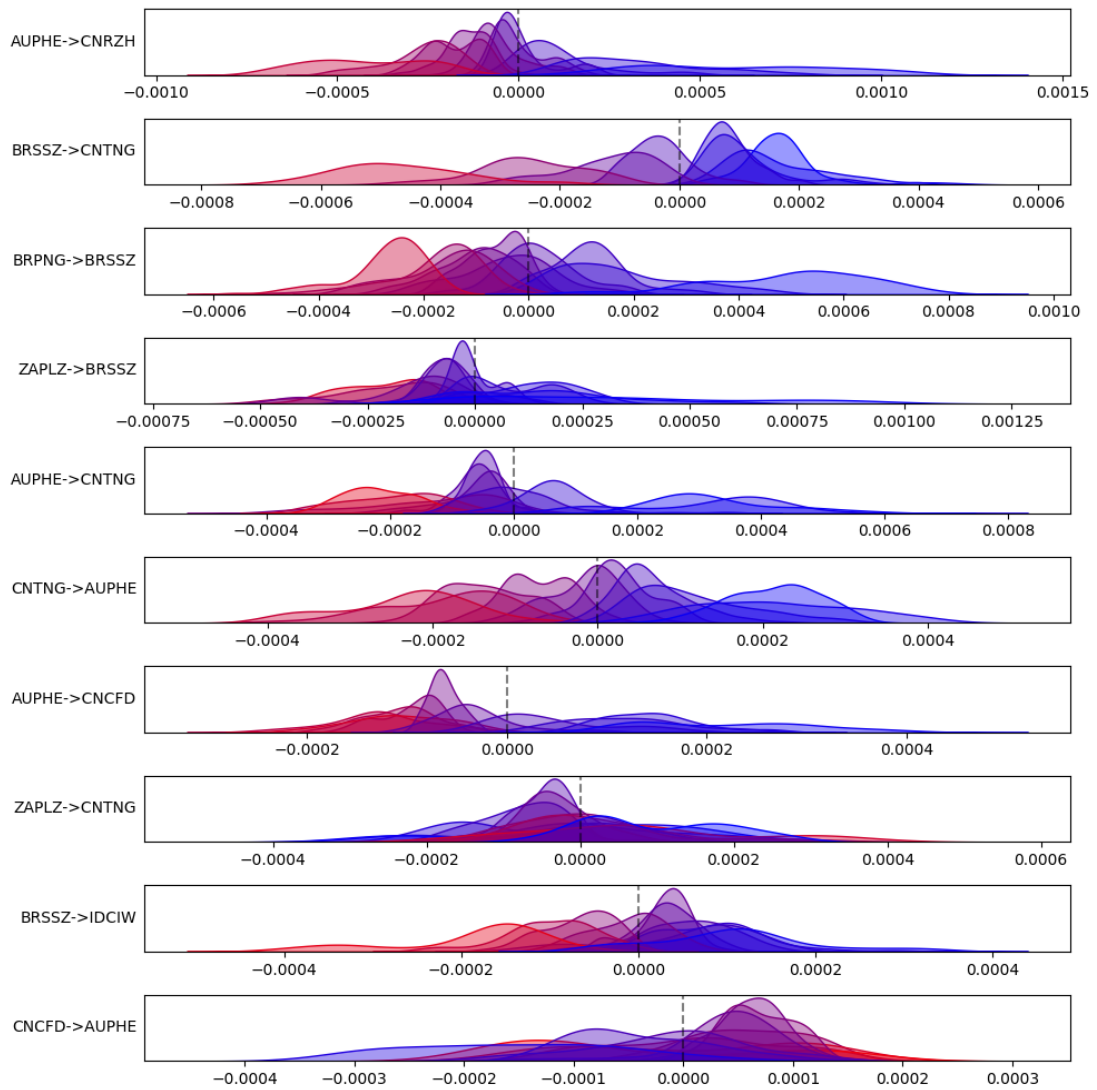 AUPHE->CNRZH
−0.0010 −0.0005 0.0000 0.0005 0.0010 0.0015
BRSSZ->CNTNG
−0.0008 −0.0006 −0.0004 −0.0002 0.0000 0.0002 0.0004 0.0006
BRPNG->BRSSZ
−0.0006 −0.0004 −0.0002 0.0000 0.0002 0.0004 0.0006 0.0008 0.0010
ZAPLZ->BRSSZ
−0.00075 −0.00050 −0.00025 0.00000 0.00025 0.00050 0.00075 0.00100 0.00125
AUPHE->CNTNG
−0.0004 −0.0002 0.0000 0.0002 0.0004 0.0006 0.0008
CNTNG->AUPHE
−0.0004 −0.0002 0.0000 0.0002 0.0004
AUPHE->CNCFD
−0.0002 0.0000 0.0002 0.0004
ZAPLZ->CNTNG
−0.0004 −0.0002 0.0000 0.0002 0.0004 0.0006
BRSSZ->IDCIW
−0.0004 −0.0002 0.0000 0.0002 0.0004
CNCFD->AUPHE
−0.0004 −0.0003 −0.0002 −0.0001 0.0000 0.0001 0.0002 0.0003